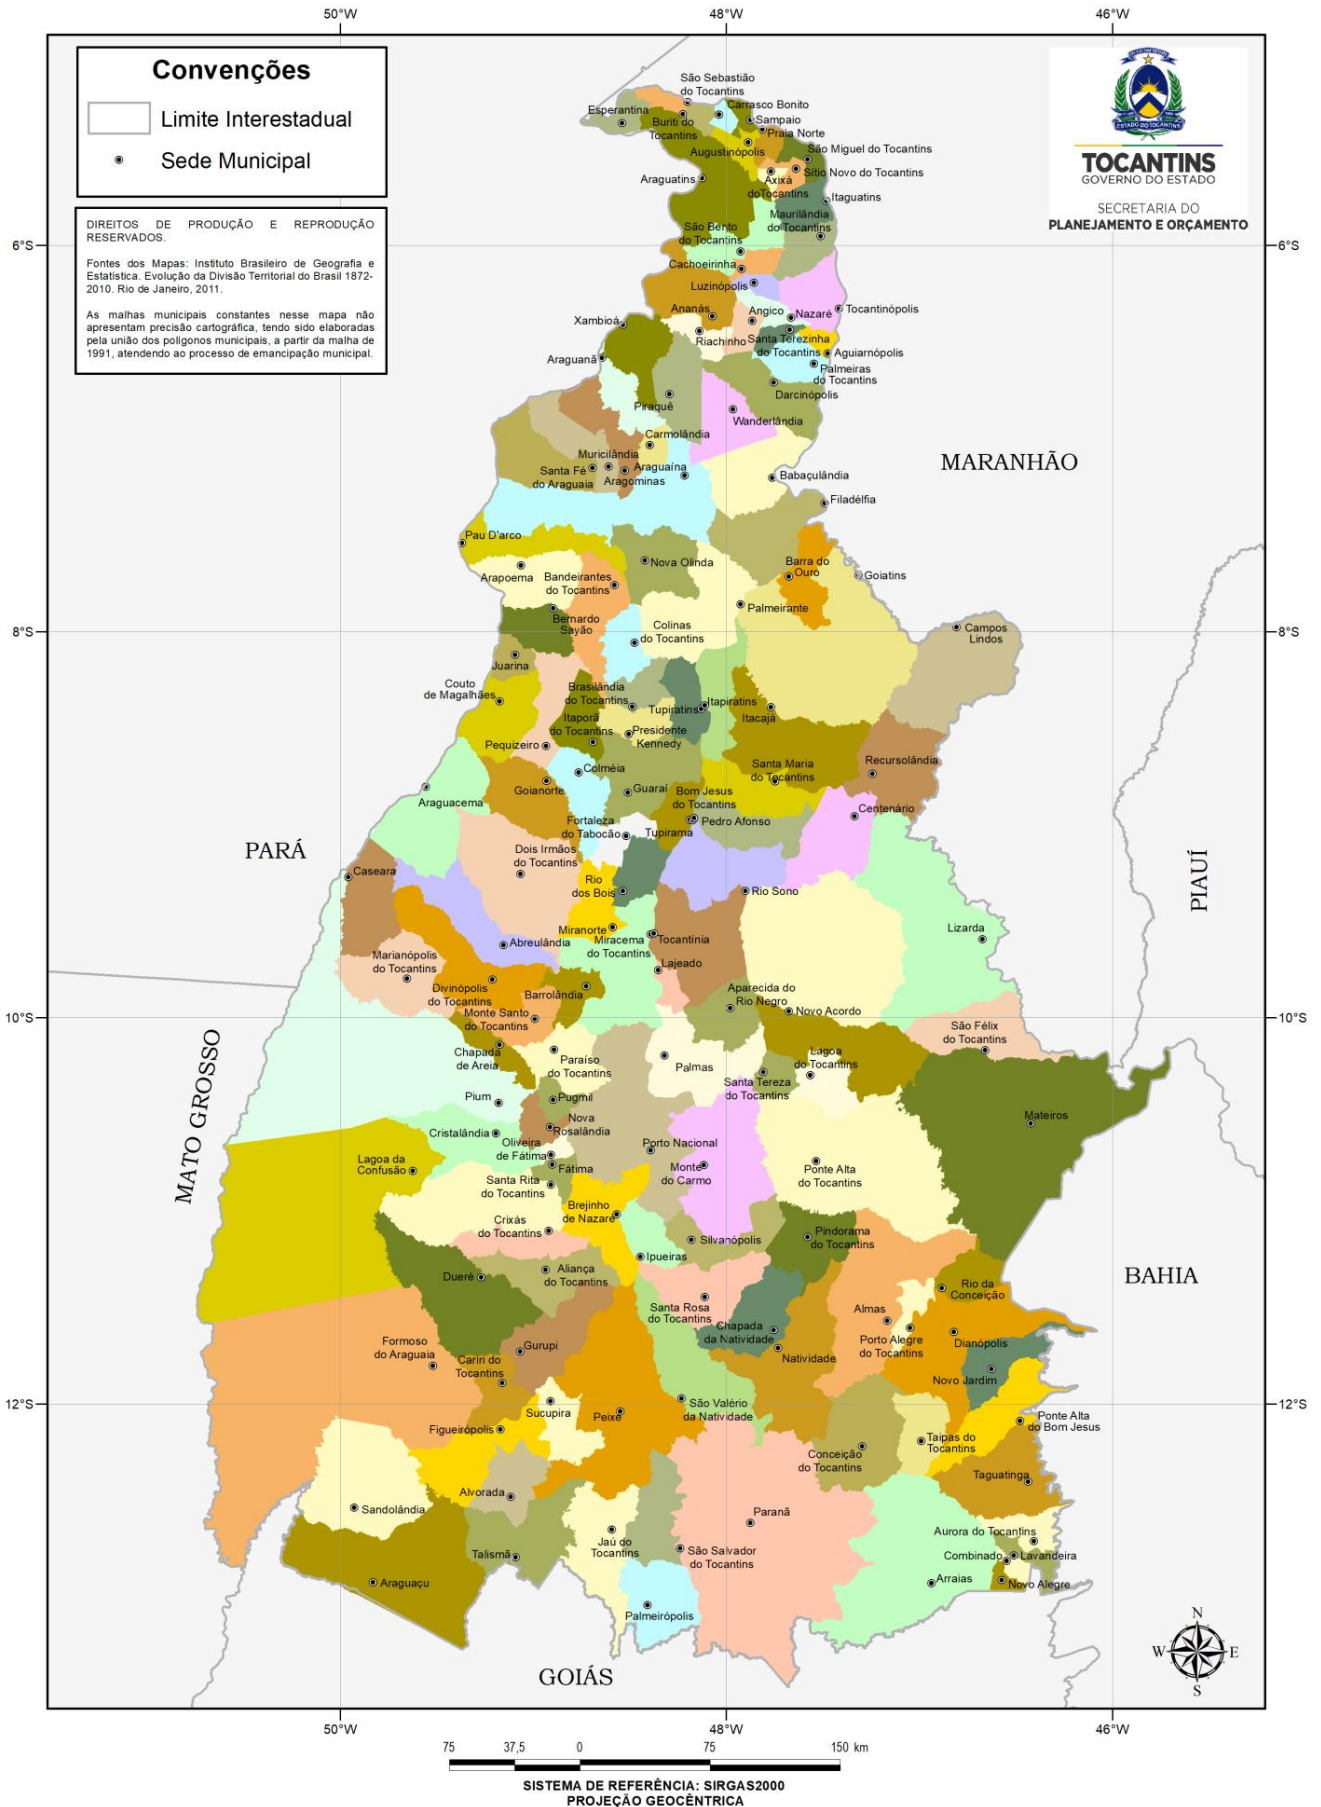 50°W
48°W
46°W
Convenções
Limite Interestadual
Sede Municipal
DIREITOS DE PRODUÇÃO E REPRODUÇÃO
RESERVADOS.
Fontes dos Mapas: Instituto Brasileiro de Geografia e
Estatística. Evolução da Divisão Territorial do Brasil 1872-
2010. Rio de Janeiro, 2011.
As malhas municipais constantes nesse mapa não
apresentam precisão cartográfica, tendo sido elaboradas
pela união dos polígonos municipais, a partir da malha de
1991, atendendo ao processo de emancipação municipal.
ESTADO DO TOCANTINS
TOCANTINS
GOVERNO DO ESTADO
SECRETARIA DO
PLANEJAMENTO E ORÇAMENTO
São Sebastião
do Tocantins
Esperantina
Carrasco Bonito
Buriti do
Tocantins
Sampaio
Praia Norte
Augustinópolis
São Miguel do Tocantins
Araguatins
Axixá
doTocantins
Sítio Novo do Tocantins
Itaguatins
Maurilândia
do Tocantins
São Bento
do Tocantins
6°S
6°S
Cachoeirinha
Luzinópolis
Ananás
Angico
Nazaré
Tocantinópolis
Xambioá
Riachinho
Santa Terezinha
do Tocantins
Aguiarnópolis
Araguanã
Palmeiras
do Tocantins
Piraquê
Darcinópolis
Wanderlândia
Carmolândia
Muricilândia
Santa Fé
do Araguaia
Araguaína
Aragominas
Babaçulândia
MARANHÃO
Filadélfia
Pau D'arco
Arapoema
Bandeirantes
do Tocantins
Nova Olinda
Barra do
Ouro
Goiatins
Palmeirante
Bernardo
Sayão
Colinas
do Tocantins
Campos
Lindos
8°S
8°S
Juarina
Couto
de Magalhães
Brasilândia
do Tocantins
Tupiratins
Itapiratins
Itacajá
Itaporã
do Tocantins
Presidente
Kennedy
Pequizeiro
Colméia
Santa Maria
do Tocantins
Recursolândia
Goianorte
Guaraí
Bom Jesus
do Tocantins
Araguacema
Centenário
Fortaleza
do Tabocão
Tupirama
Pedro Afonso
PARÁ
PIAUÍ
Dois Irmãos
do Tocantins
Caseara
Rio
dos Bois
Rio Sono
Miranorte
Abreulândia
Miracema
do Tocantins
Tocantínia
Lizarda
Marianópolis
do Tocantins
Lajeado
Divinópolis
do Tocantins
Barrolândia
Aparecida do
Rio Negro
Monte Santo
do Tocantins
Novo Acordo
10°S
10°S
São Félix
do Tocantins
MATO GROSSO
Chapada
de Areia
Paraíso
do Tocantins
Palmas
Lagoa
do Tocantins
Santa Tereza
do Tocantins
Pium
Pugmil
Mateiros
Cristalândia
Nova
Rosalândia
Oliveira
de Fátima
Porto Nacional
Lagoa da
Confusão
Fátima
Monte
do Carmo
Ponte Alta
do Tocantins
Santa Rita
do Tocantins
Brejinho
de Nazaré
Crixás
do Tocantins
Silvanópolis
Pindorama
do Tocantins
Ipueiras
BAHIA
Dueré
Aliança
do Tocantins
Rio da
Conceição
Santa Rosa
do Tocantins
Almas
Chapada
da Natividade
Porto Alegre
do Tocantins
Dianópolis
Formoso
do Araguaia
Gurupi
Natividade
Cariri do
Tocantins
Novo Jardim
12°S
12°S
Sucupira
Peixe
São Valério
da Natividade
Figueirópolis
Ponte Alta
do Bom Jesus
Taipas do
Tocantins
Conceição
do Tocantins
Taguatinga
Alvorada
Sandolândia
Paranã
Jaú do
Tocantins
Aurora do Tocantins
Talismã
São Salvador
do Tocantins
Combinado
Lavandeira
Araguaçu
Arraias
Novo Alegre
Palmeirópolis
N
W
E
S
GOIÁS
50°W
48°W
46°W
75
37,5
0
75
150 km
SISTEMA DE REFERÊNCIA: SIRGAS2000
PROJEÇÃO GEOCÊNTRICA